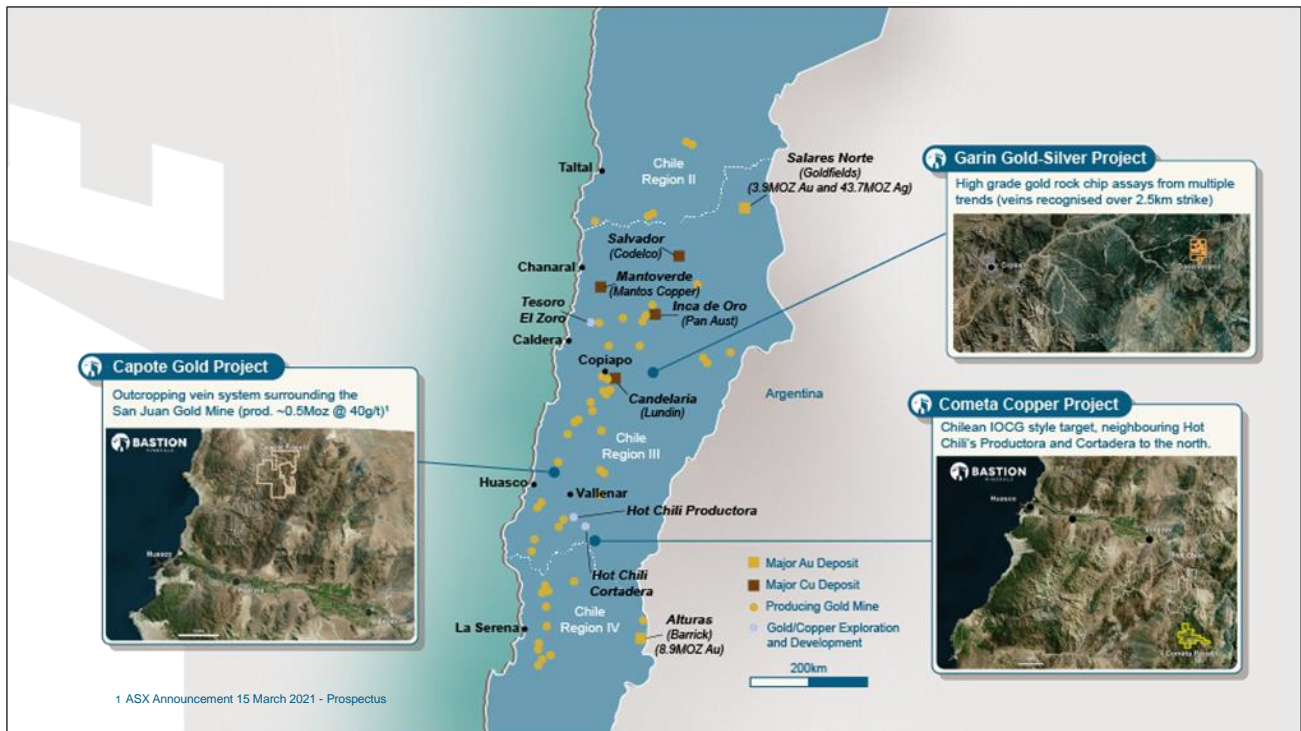 Taltal
Chile
Region II
Salares Norte
(Goldfields)
(3.9MOZ Au and 43.7MOZ Ag)
Salvador
(Codelco)
Chanaral
Mantoverde
(Mantos Copper)
Tesoro
El Zoro
Inca de Oro
(Pan Aust)
Caldera
Copiapo
Candelaria
(Lundin)
Argentina
Chile
Region III
Huasco
Vallenar
Hot Chili Productora
Hot Chili
Cortadera
Chile
Region IV
La Serena
Alturas
(Barrick)
(8.9MOZ Au)
Garin Gold-Silver Project
High grade gold rock chip assays from multiple
trends (veins recognised over 2.5km strike)
Capote Gold Project
Outcropping vein system surrounding the
San Juan Gold Mine (prod. ~0.5Moz @ 40g/t)¹
BASTION
MINERALS
Huasco
Cometa Copper Project
Chilean IOCG style target, neighbouring Hot
Chili's Productora and Cortadera to the north.
BASTION
MINERALS
Huasco
Cometa Project
Major Au Deposit
Major Cu Deposit
Producing Gold Mine
Gold/Copper Exploration
and Development
200km
1 ASX Announcement 15 March 2021 - Prospectus